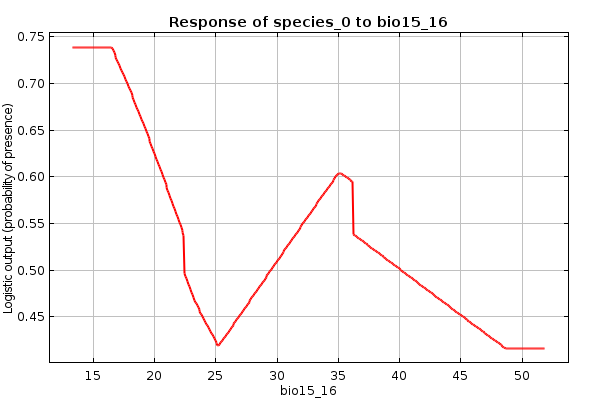 Response of species_0 to bio15_16
Logistic output (probability of presence)
0.75
0.70
0.65
0.60
0.55
0.50
0.45
15 20 25 30 35 40 45 50
bio15_16